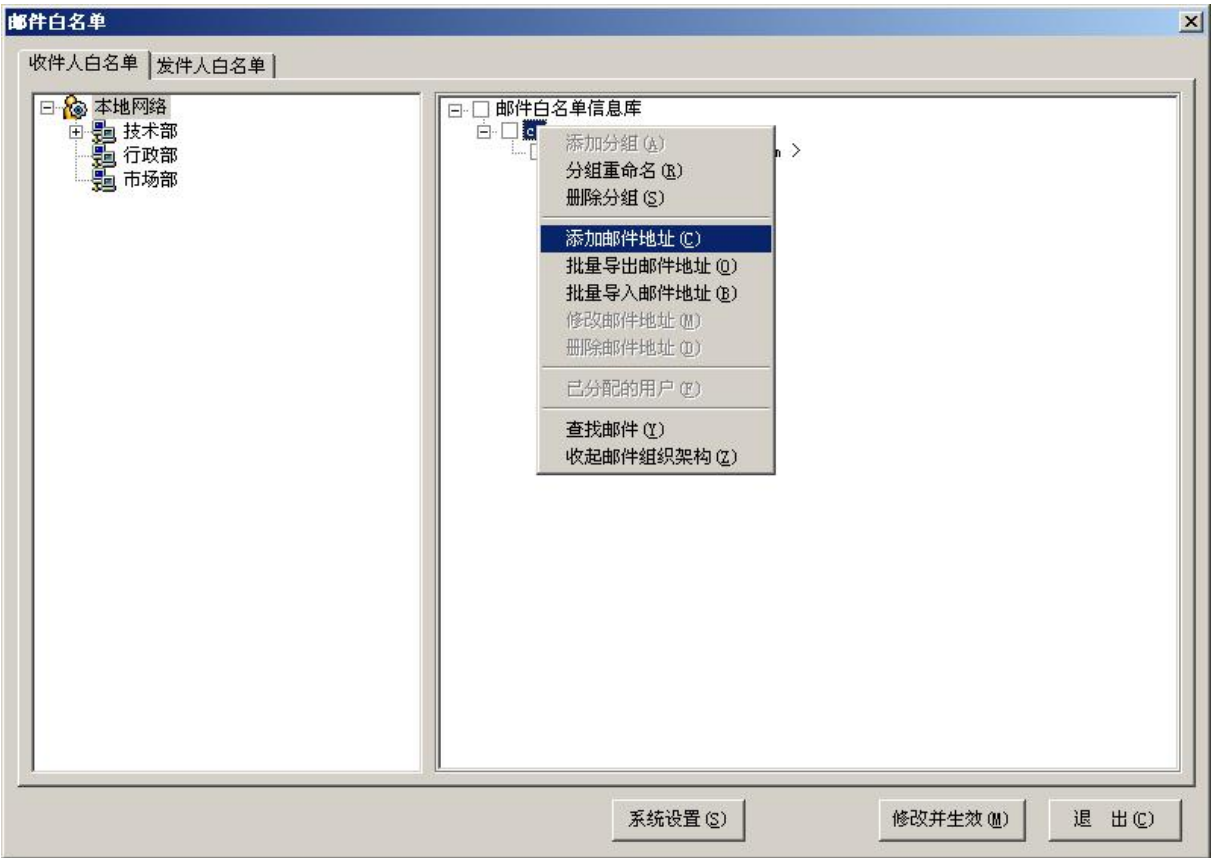 邮件白名单
收件人白名单 发件人白名单
本地网络
技术部
行政部
市场部
邮件白名单信息库
c
n >
添加分组(A)
分组重命名(R)
删除分组(S)
添加邮件地址(C)
批量导出邮件地址(O)
批量导入邮件地址(B)
修改邮件地址(M)
删除邮件地址(D)
已分配的用户(F)
查找邮件(Y)
收起邮件组织架构(Z)
系统设置(S) 修改并生效(M) 退 出(C)